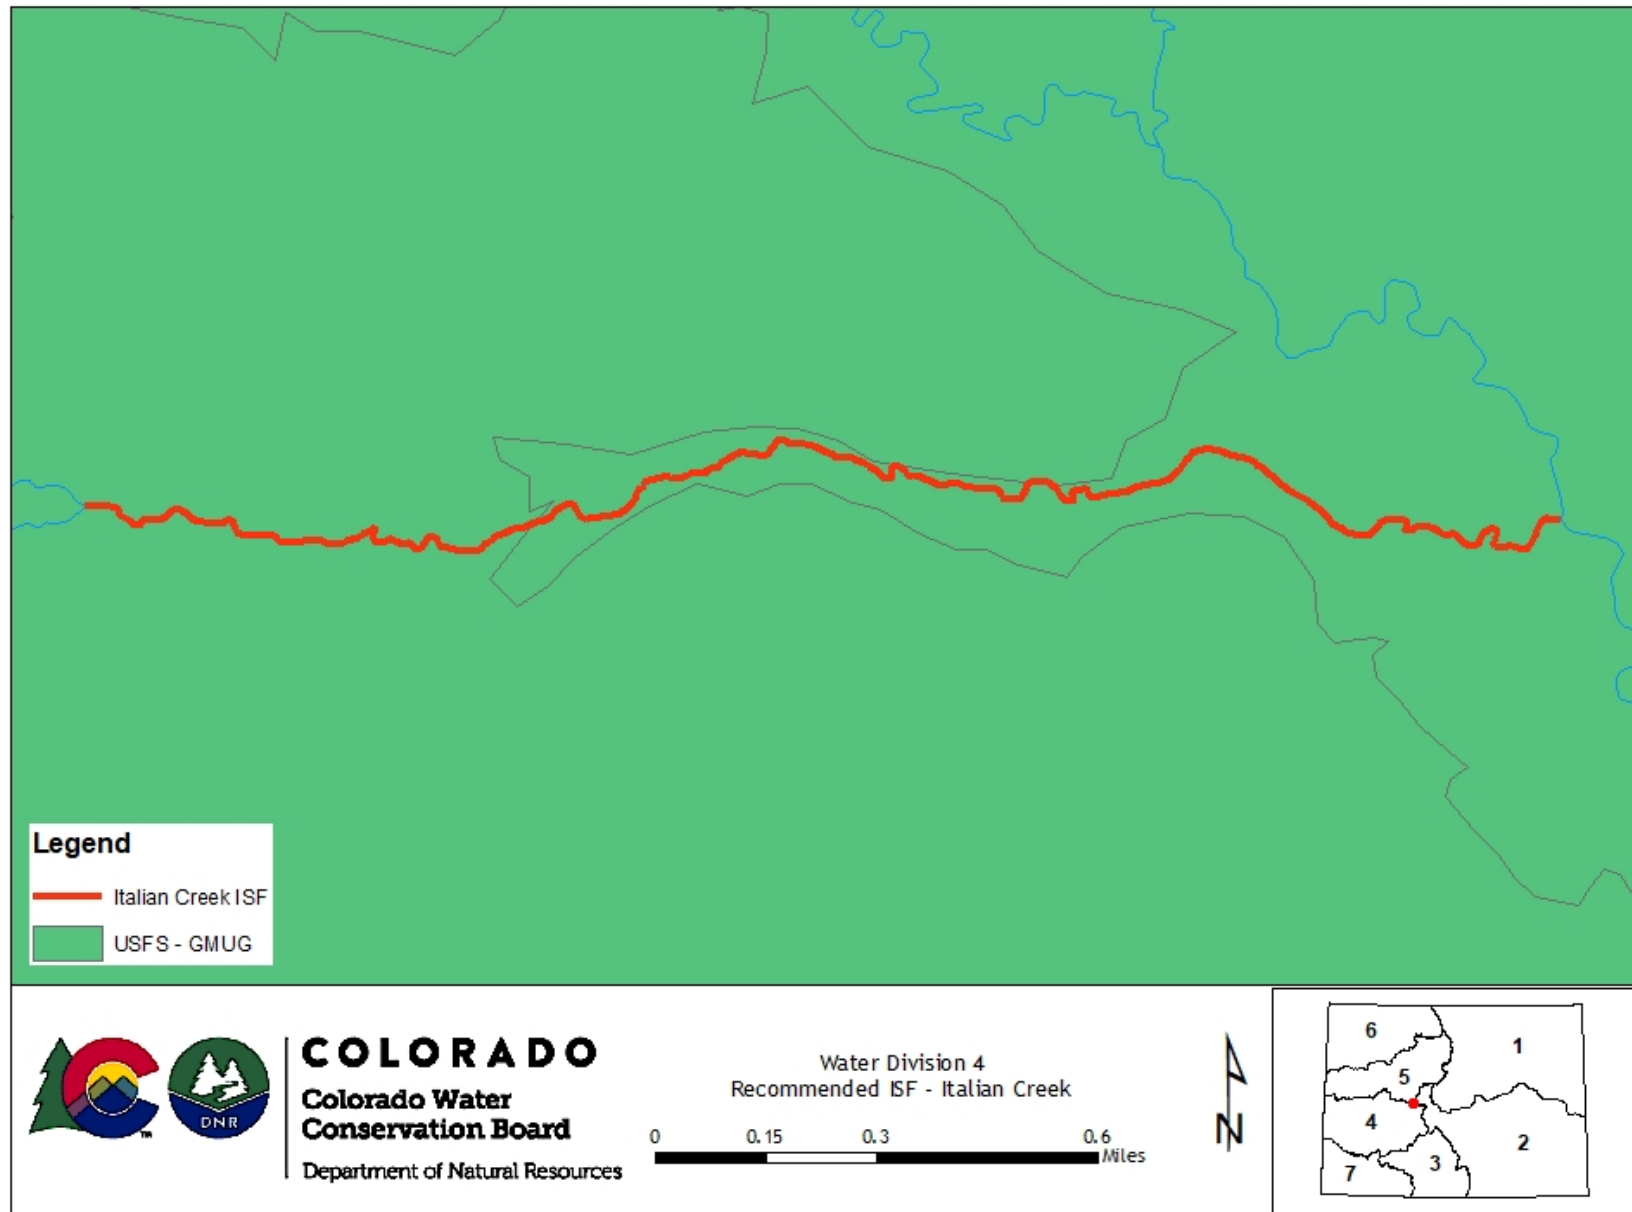 Legend
Italian Creek ISF
USFS - GMUG
DNR
TM
COLORADO
Colorado Water
Conservation Board
Department of Natural Resources
Water Division 4
Recommended ISF - Italian Creek
0 0.15 0.3 0.6
Miles
N
6
1
5
4
2
3
7